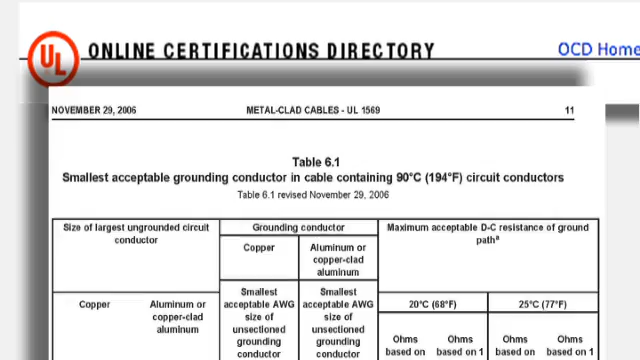 UL
ONLINE CERTIFICATIONS DIRECTORY
OCD Home
NOVEMBER 29, 2006
METAL-CLAD CABLES - UL 1569
11
Table 6.1
Smallest acceptable grounding conductor in cable containing 90°C (194°F) circuit conductors
Table 6.1 revised November 29, 2006
Size of largest ungrounded circuit
conductor
Grounding conductor
Maximum acceptable D-C resistance of ground
pathª
Copper
Aluminum or
copper-clad
aluminum
Copper
Aluminum or
copper-clad
aluminum
Smallest
acceptable AWG
size of
unsectioned
grounding
conductor
Smallest
acceptable AWG
size of
unsectioned
grounding
conductor
20°C (68°F)
25°C (77°F)
Ohms
based on
Ohms
based on 1
Ohms
based on
Ohms
based on 1